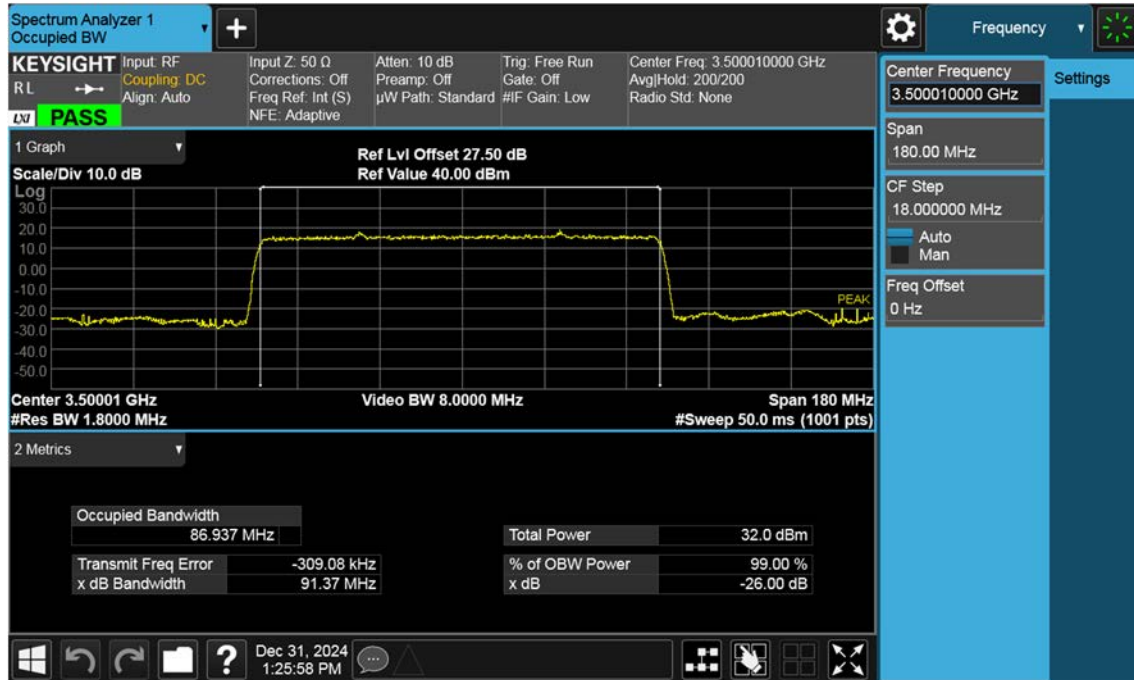 Spectrum Analyzer 1
Occupied BW
Frequency
KEYSIGHT
R L
LXI
PASS
Input: RF
Coupling: DC
Align: Auto
Input Z: 50 Ω
Corrections: Off
Freq Ref: Int (S)
NFE: Adaptive
Atten: 10 dB
Preamp: Off
µW Path: Standard
Trig: Free Run
Gate: Off
#IF Gain: Low
Center Freq: 3.500010000 GHz
Avg|Hold: 200/200
Radio Std: None
Center Frequency
3.500010000 GHz
Settings
Span
180.00 MHz
CF Step
18.000000 MHz
Auto
Man
Freq Offset
0 Hz
1 Graph
Scale/Div 10.0 dB
Ref Lvl Offset 27.50 dB
Ref Value 40.00 dBm
Log
30.0
20.0
10.0
0.00
-10.0
-20.0
-30.0
-40.0
-50.0
PEAK
Center 3.50001 GHz
#Res BW 1.8000 MHz
Video BW 8.0000 MHz
Span 180 MHz
#Sweep 50.0 ms (1001 pts)
2 Metrics
Occupied Bandwidth
86.937 MHz
Total Power 32.0 dBm
Transmit Freq Error -309.08 kHz
% of OBW Power 99.00 %
x dB Bandwidth 91.37 MHz
x dB -26.00 dB
Dec 31, 2024
1:25:58 PM